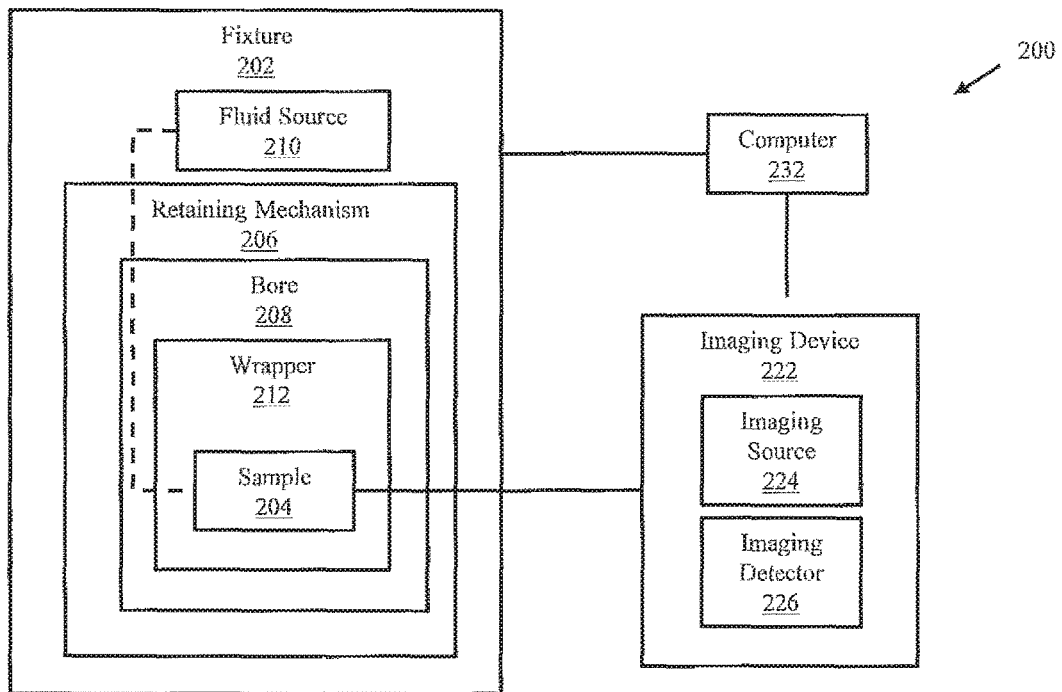 Fixture
202
200
Fluid Source
210
Computer
232
Retaining Mechanism
206
Bore
208
Wrapper
212
Sample
204
Imaging Device
222
Imaging
Source
224
Imaging
Detector
226